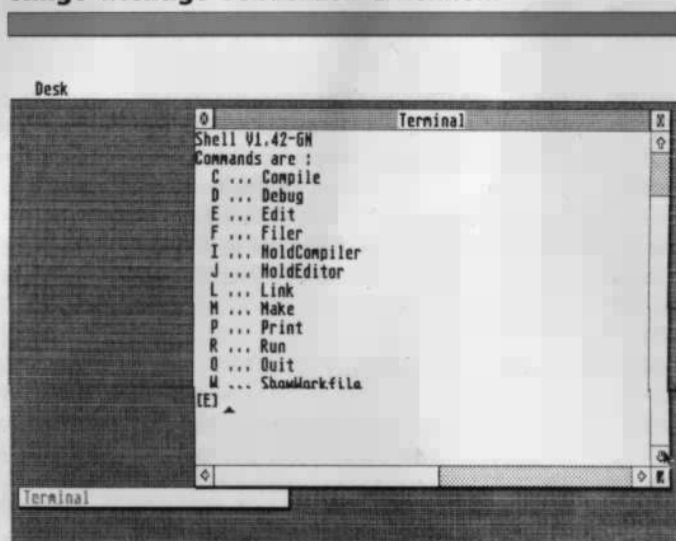 Desk
Terminal
Shell V1.42-GM
Commands are :
C ... Compile
D ... Debug
E ... Edit
F ... Filer
I ... HoldCompiler
J ... HoldEditor
L ... Link
M ... Make
P ... Print
R ... Run
Q ... Quit
W ... ShowWorkfile
[E]
Terminal